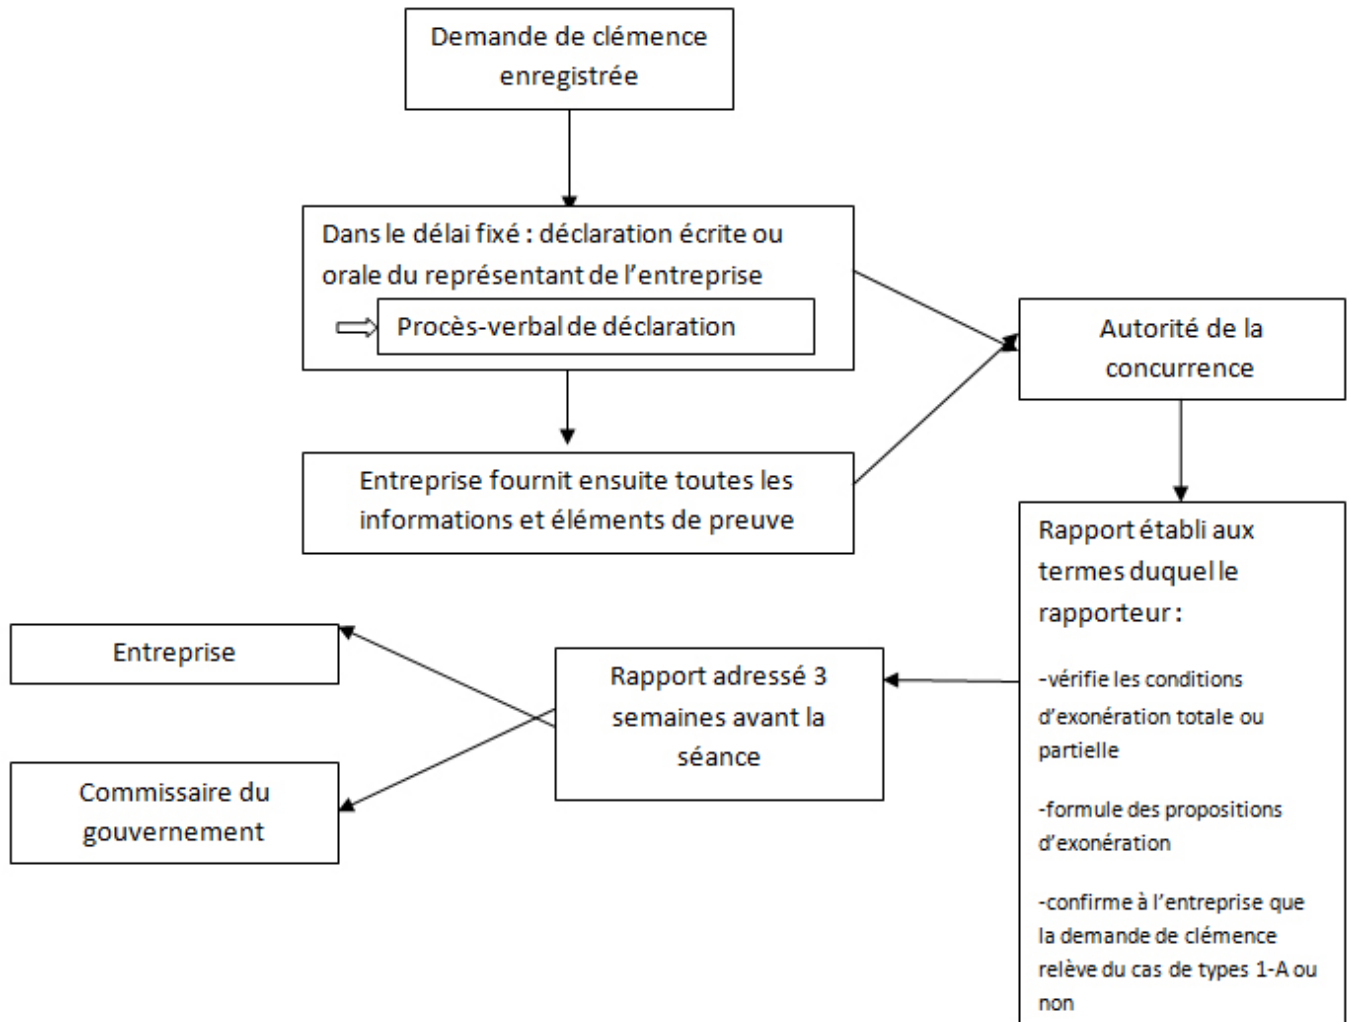 Demande de clémence
enregistrée
Dans le délai fixé : déclaration écrite ou
orale du représentant de l’entreprise
Procès-verbal de déclaration
Autorité de la
concurrence
Entreprise fournit ensuite toutes les
informations et éléments de preuve
Rapport établi aux
termes duquel le
rapporteur :
-vérifie les conditions
d’exonération totale ou
partielle
-formule des propositions
d’exonération
-confirme à l’entreprise que
la demande de clémence
relève du cas de types 1-A ou
non
Rapport adressé 3
semaines avant la
séance
Entreprise
Commissaire du
gouvernement